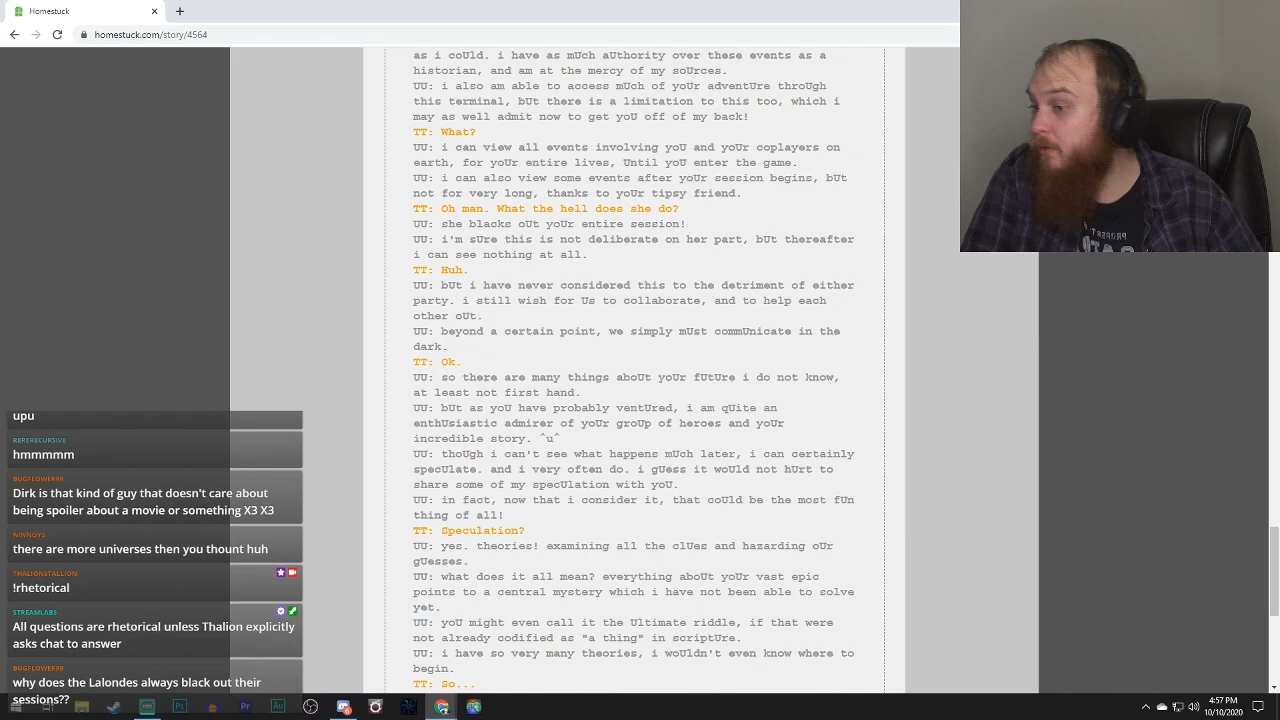 Homestuck
homestuck.com/story/4564
as i coUld. i have as mUch aUthority over these events as a
historian, and am at the mercy of my soUrces.
UU: i also am able to access mUch of yoUr adventUre throUgh
this terminal, bUt there is a limitation to this too, which i
may as well admit now to get yoU off of my back!
TT: What?
UU: i can view all events involving yoU and yoUr coplayers on
earth, for yoUr entire lives, Until yoU enter the game.
UU: i can also view some events after yoUr session begins, bUt
not for very long, thanks to yoUr tipsy friend.
TT: Oh man. What the hell does she do?
UU: she blacks oUt yoUr entire session!
UU: i'm sUre this is not deliberate on her part, bUt thereafter
i can see nothing at all.
TT: Huh.
UU: bUt i have never considered this to the detriment of either
party. i still wish for Us to collaborate, and to help each
other oUt.
UU: beyond a certain point, we simply mUst commUnicate in the
dark.
TT: Ok.
UU: so there are many things aboUt yoUr fUtUre i do not know,
at least not first hand.
UU: bUt as yoU have probably ventUred, i am qUite an
enthUsiastic admirer of yoUr groUp of heroes and yoUr
incredible story. ^u^
UU: thoUgh i can't see what happens mUch later, i can certainly
specUlate. and i very often do. i gUess it woUld not hUrt to
share some of my specUlation with yoU.
UU: in fact, now that i consider it, that coUld be the most fUn
thing of all!
TT: Speculation?
UU: yes. theories! examining all the clUes and hazarding oUr
gUesses.
UU: what does it all mean? everything aboUt yoUr vast epic
points to a central mystery which i have not been able to solve
yet.
UU: yoU might even call it the Ultimate riddle, if that were
not already codified as "a thing" in scriptUre.
UU: i have so very many theories, i woUldn't even know where to
begin.
TT: So...
upu
RERERECURSIVE
hmmmmm
BUGFLOWER99
Dirk is that kind of guy that doesn't care about
being spoiler about a movie or something X3 X3
NINNOYS
there are more universes then you thount huh
THALIONSTALLION
!rhetorical
STREAMLABS
All questions are rhetorical unless Thalion explicitly
asks chat to answer
BUGFLOWER99
why does the Lalondes always black out their
sessions??
Ps
Pr
Au
4:57 PM
10/10/2020